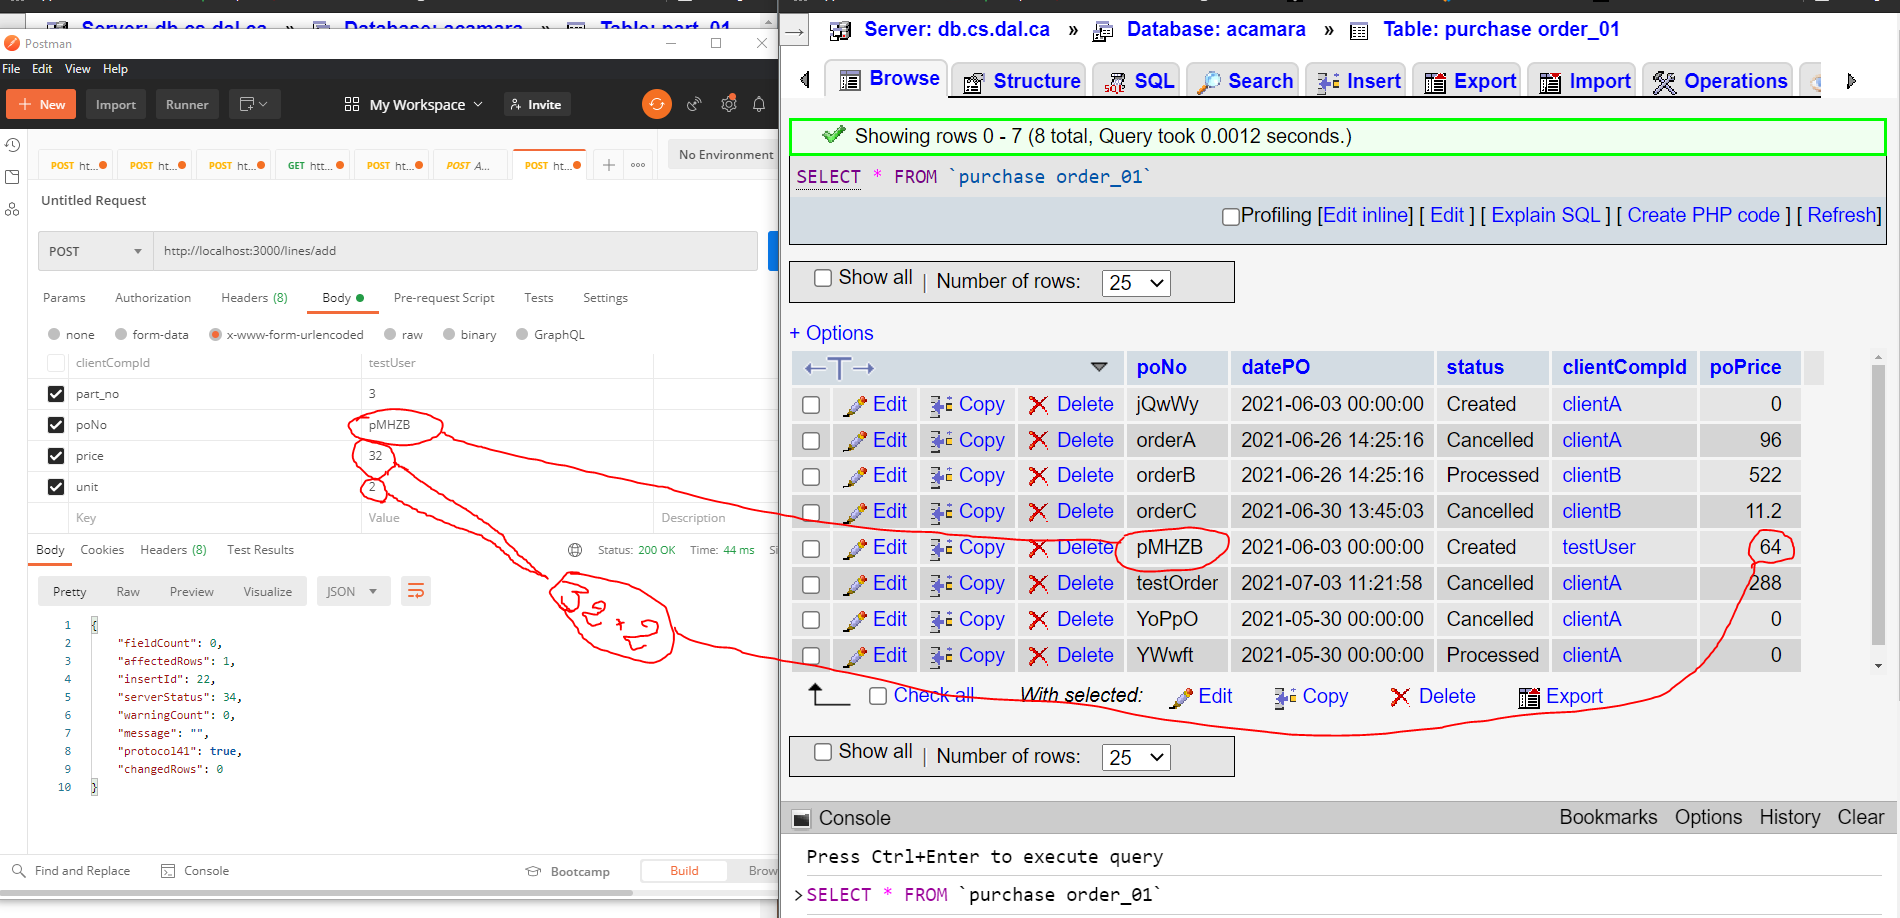 Server: db.cs.dal.ca
Database: acamara
Table: part_01
Postman
File Edit View Help
+ New Import Runner My Workspace Invite
POST ht... POST ht... POST ht... GET htt... POST ht... POST A... POST ht... + ooo No Environment
Untitled Request
POST http://localhost:3000/lines/add
Params Authorization Headers (8) Body Pre-request Script Tests Settings
none form-data x-www-form-urlencoded raw binary GraphQL
clientCompId testUser
part_no 3
poNo pMHZB
price 32
unit 2
Key Value Description
Body Cookies Headers (8) Test Results Status: 200 OK Time: 44 ms Si
Pretty Raw Preview Visualize JSON
1 {
2 "fieldCount": 0,
3 "affectedRows": 1,
4 "insertId": 22,
5 "serverStatus": 34,
6 "warningCount": 0,
7 "message": "",
8 "protocol41": true,
9 "changedRows": 0
10 }
Find and Replace Console Bootcamp Build Brow
32 * 2
→ Server: db.cs.dal.ca » Database: acamara » Table: purchase order_01
Browse Structure SQL Search Insert Export Import Operations
Showing rows 0 - 7 (8 total, Query took 0.0012 seconds.)
SELECT * FROM `purchase order_01`
Profiling [Edit inline] [ Edit ] [ Explain SQL ] [ Create PHP code ] [ Refresh]
Show all | Number of rows: 25
+ Options
←T→ poNo datePO status clientCompId poPrice
Edit Copy Delete jQwWy 2021-06-03 00:00:00 Created clientA 0
Edit Copy Delete orderA 2021-06-26 14:25:16 Cancelled clientA 96
Edit Copy Delete orderB 2021-06-26 14:25:16 Processed clientB 522
Edit Copy Delete orderC 2021-06-30 13:45:03 Cancelled clientB 11.2
Edit Copy Delete pMHZB 2021-06-03 00:00:00 Created testUser 64
Edit Copy Delete testOrder 2021-07-03 11:21:58 Cancelled clientA 288
Edit Copy Delete YoPpO 2021-05-30 00:00:00 Cancelled clientA 0
Edit Copy Delete YWwft 2021-05-30 00:00:00 Processed clientA 0
Check all With selected: Edit Copy Delete Export
Show all | Number of rows: 25
Console Bookmarks Options History Clear
Press Ctrl+Enter to execute query
>SELECT * FROM `purchase order_01`